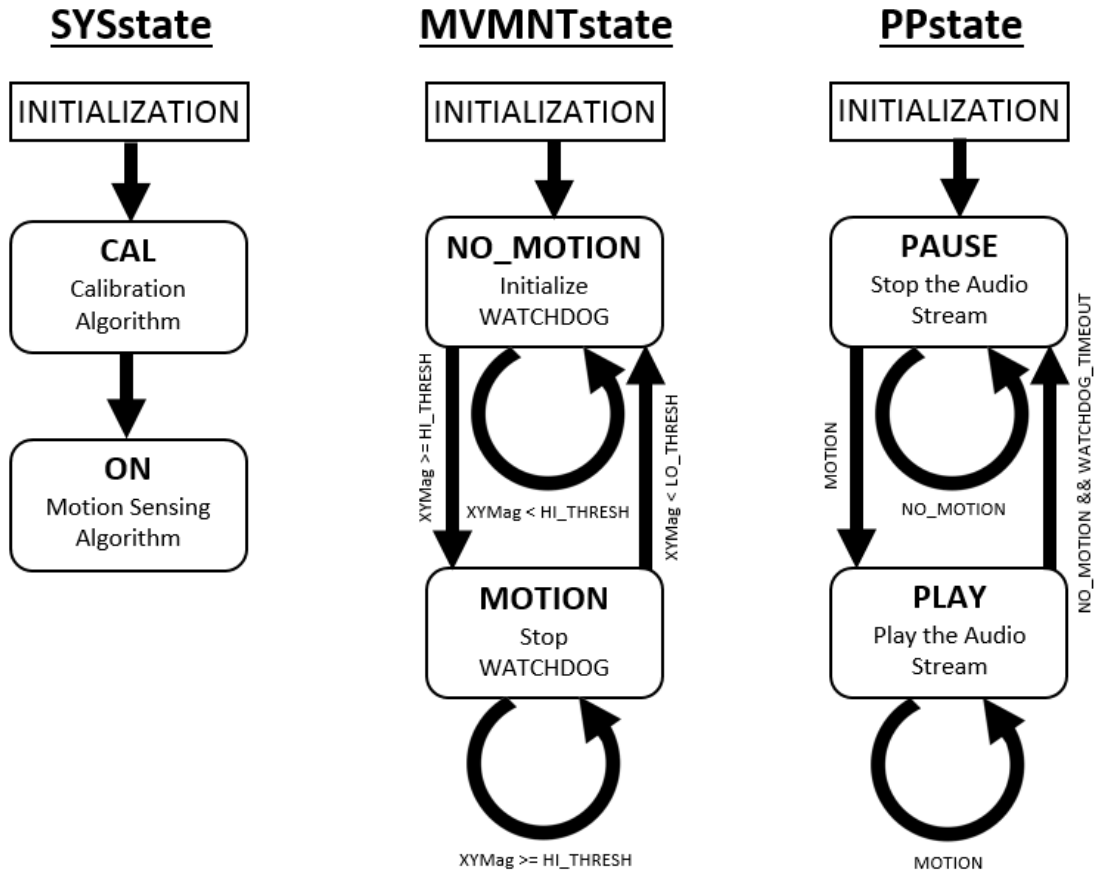 SYSstate
INITIALIZATION
CAL
Calibration
Algorithm
ON
Motion Sensing
Algorithm
MVMNTstate
INITIALIZATION
NO_MOTION
Initialize
WATCHDOG
XYMag >= HI_THRESH
XYMag < HI_THRESH
XYMag < LO_THRESH
MOTION
Stop
WATCHDOG
XYMag >= HI_THRESH
PPstate
INITIALIZATION
PAUSE
Stop the Audio
Stream
MOTION
NO_MOTION
NO_MOTION && WATCHDOG_TIMEOUT
PLAY
Play the Audio
Stream
MOTION